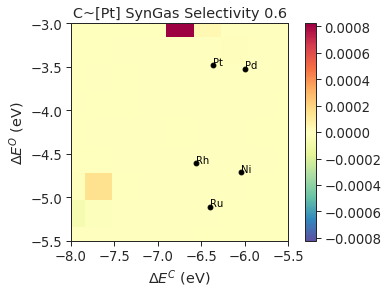 C~[Pt] SynGas Selectivity 0.6
−3.0
−3.5
−4.0
−4.5
−5.0
−5.5
ΔE^O (eV)
Pt
Pd
Rh
Ni
Ru
−8.0 −7.5 −7.0 −6.5 −6.0 −5.5
ΔE^C (eV)
0.0008
0.0006
0.0004
0.0002
0.0000
−0.0002
−0.0004
−0.0006
−0.0008